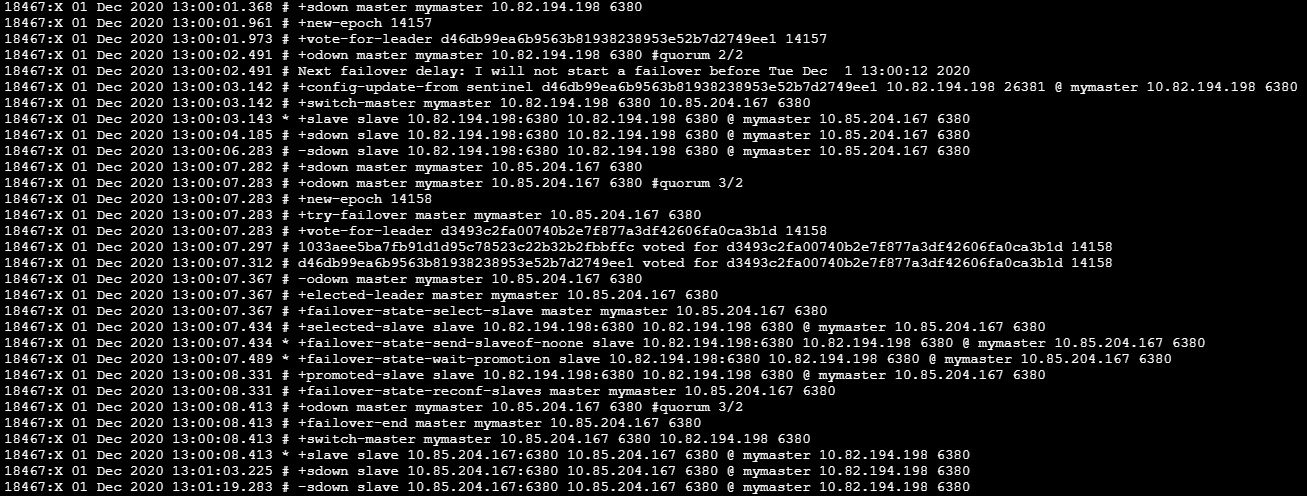 18467:X 01 Dec 2020 13:00:01.368 # +sdown master mymaster 10.82.194.198 6380
18467:X 01 Dec 2020 13:00:01.961 # +new-epoch 14157
18467:X 01 Dec 2020 13:00:01.973 # +vote-for-leader d46db99ea6b9563b81938238953e52b7d2749ee1 14157
18467:X 01 Dec 2020 13:00:02.491 # +odown master mymaster 10.82.194.198 6380 #quorum 2/2
18467:X 01 Dec 2020 13:00:02.491 # Next failover delay: I will not start a failover before Tue Dec  1 13:00:12 2020
18467:X 01 Dec 2020 13:00:03.142 # +config-update-from sentinel d46db99ea6b9563b81938238953e52b7d2749ee1 10.82.194.198 26381 @ mymaster 10.82.194.198 6380
18467:X 01 Dec 2020 13:00:03.142 # +switch-master mymaster 10.82.194.198 6380 10.85.204.167 6380
18467:X 01 Dec 2020 13:00:03.143 * +slave slave 10.82.194.198:6380 10.82.194.198 6380 @ mymaster 10.85.204.167 6380
18467:X 01 Dec 2020 13:00:04.185 # +sdown slave 10.82.194.198:6380 10.82.194.198 6380 @ mymaster 10.85.204.167 6380
18467:X 01 Dec 2020 13:00:06.283 # -sdown slave 10.82.194.198:6380 10.82.194.198 6380 @ mymaster 10.85.204.167 6380
18467:X 01 Dec 2020 13:00:07.282 # +sdown master mymaster 10.85.204.167 6380
18467:X 01 Dec 2020 13:00:07.283 # +odown master mymaster 10.85.204.167 6380 #quorum 3/2
18467:X 01 Dec 2020 13:00:07.283 # +new-epoch 14158
18467:X 01 Dec 2020 13:00:07.283 # +try-failover master mymaster 10.85.204.167 6380
18467:X 01 Dec 2020 13:00:07.283 # +vote-for-leader d3493c2fa00740b2e7f877a3df42606fa0ca3b1d 14158
18467:X 01 Dec 2020 13:00:07.297 # 1033aee5ba7fb91d1d95c78523c22b32b2fbbffc voted for d3493c2fa00740b2e7f877a3df42606fa0ca3b1d 14158
18467:X 01 Dec 2020 13:00:07.312 # d46db99ea6b9563b81938238953e52b7d2749ee1 voted for d3493c2fa00740b2e7f877a3df42606fa0ca3b1d 14158
18467:X 01 Dec 2020 13:00:07.367 # -odown master mymaster 10.85.204.167 6380
18467:X 01 Dec 2020 13:00:07.367 # +elected-leader master mymaster 10.85.204.167 6380
18467:X 01 Dec 2020 13:00:07.367 # +failover-state-select-slave master mymaster 10.85.204.167 6380
18467:X 01 Dec 2020 13:00:07.434 # +selected-slave slave 10.82.194.198:6380 10.82.194.198 6380 @ mymaster 10.85.204.167 6380
18467:X 01 Dec 2020 13:00:07.434 * +failover-state-send-slaveof-noone slave 10.82.194.198:6380 10.82.194.198 6380 @ mymaster 10.85.204.167 6380
18467:X 01 Dec 2020 13:00:07.489 * +failover-state-wait-promotion slave 10.82.194.198:6380 10.82.194.198 6380 @ mymaster 10.85.204.167 6380
18467:X 01 Dec 2020 13:00:08.331 # +promoted-slave slave 10.82.194.198:6380 10.82.194.198 6380 @ mymaster 10.85.204.167 6380
18467:X 01 Dec 2020 13:00:08.331 # +failover-state-reconf-slaves master mymaster 10.85.204.167 6380
18467:X 01 Dec 2020 13:00:08.413 # +odown master mymaster 10.85.204.167 6380 #quorum 3/2
18467:X 01 Dec 2020 13:00:08.413 # +failover-end master mymaster 10.85.204.167 6380
18467:X 01 Dec 2020 13:00:08.413 # +switch-master mymaster 10.85.204.167 6380 10.82.194.198 6380
18467:X 01 Dec 2020 13:00:08.413 * +slave slave 10.85.204.167:6380 10.85.204.167 6380 @ mymaster 10.82.194.198 6380
18467:X 01 Dec 2020 13:01:03.225 # +sdown slave 10.85.204.167:6380 10.85.204.167 6380 @ mymaster 10.82.194.198 6380
18467:X 01 Dec 2020 13:01:19.283 # -sdown slave 10.85.204.167:6380 10.85.204.167 6380 @ mymaster 10.82.194.198 6380